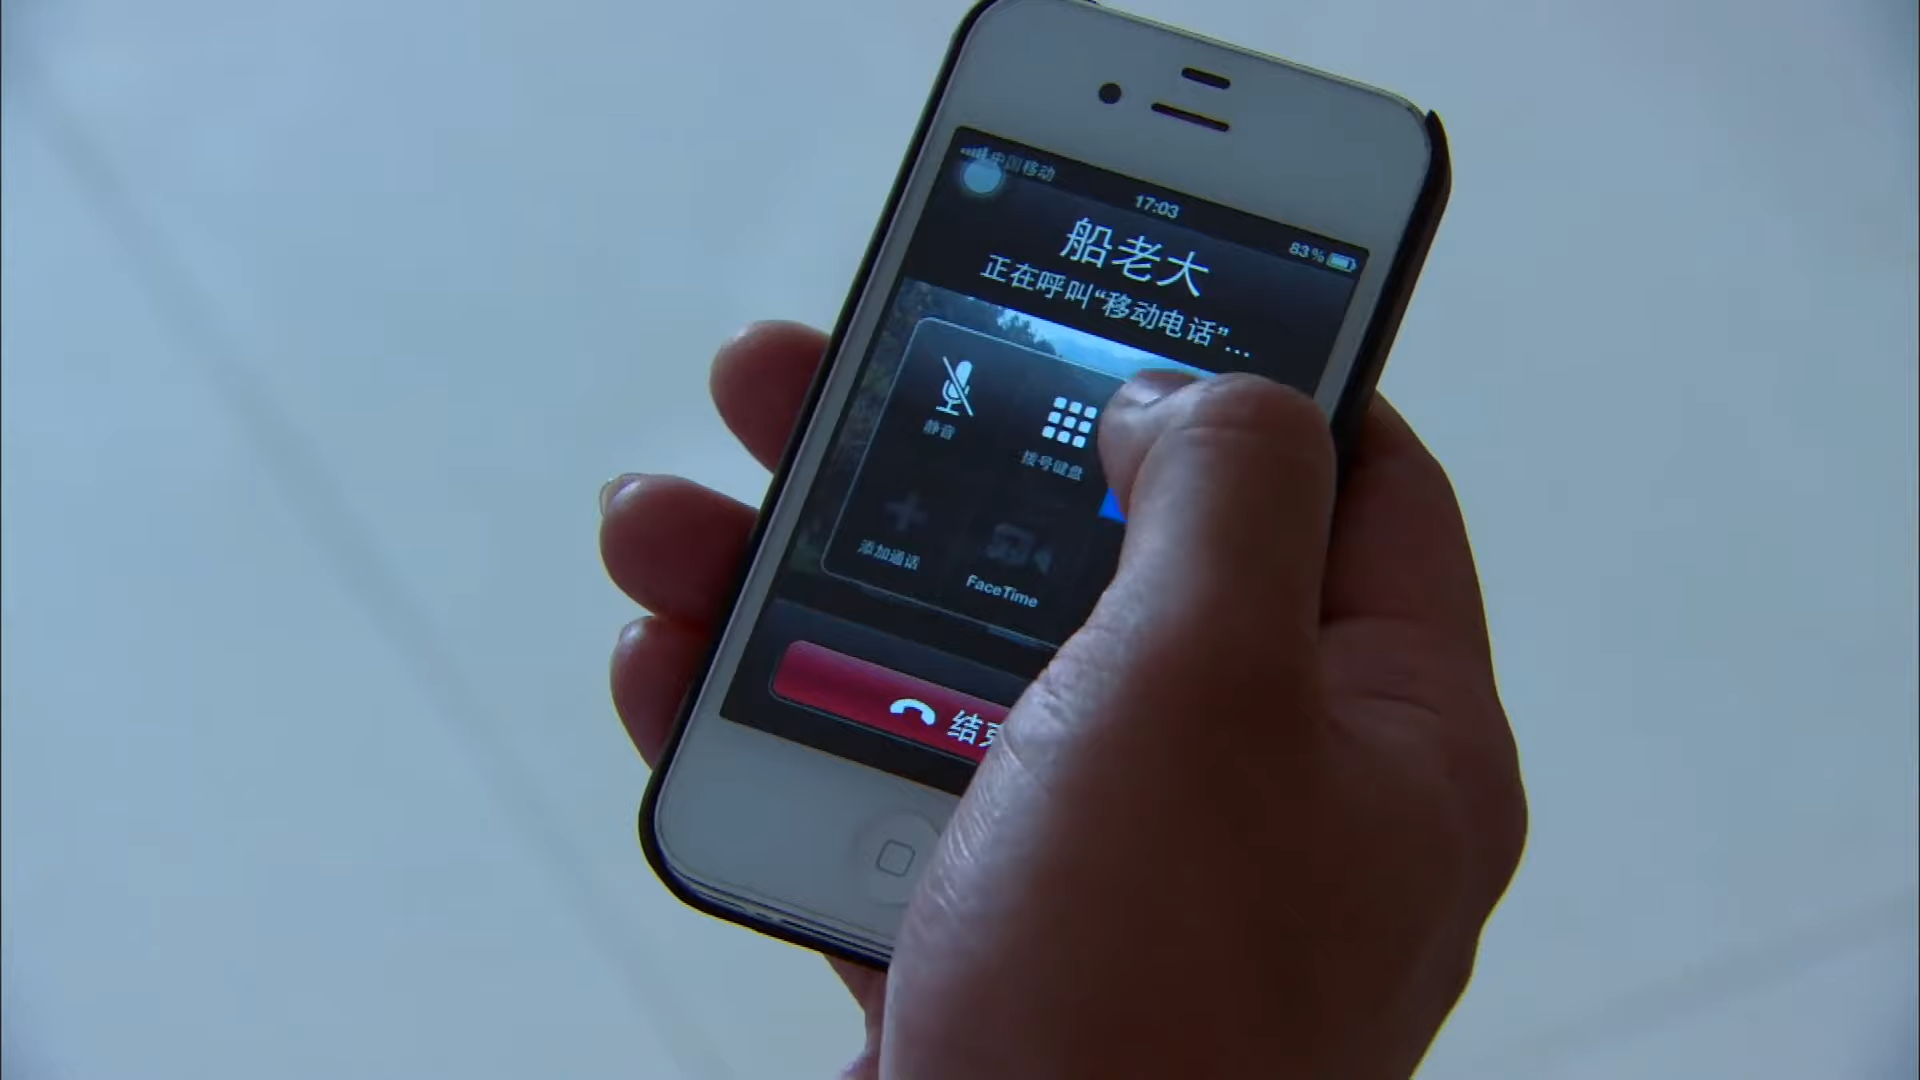 中国移动
17:03
83%
船老大
正在呼叫“移动电话”...
静音
拨号键盘
添加通话
FaceTime
结束